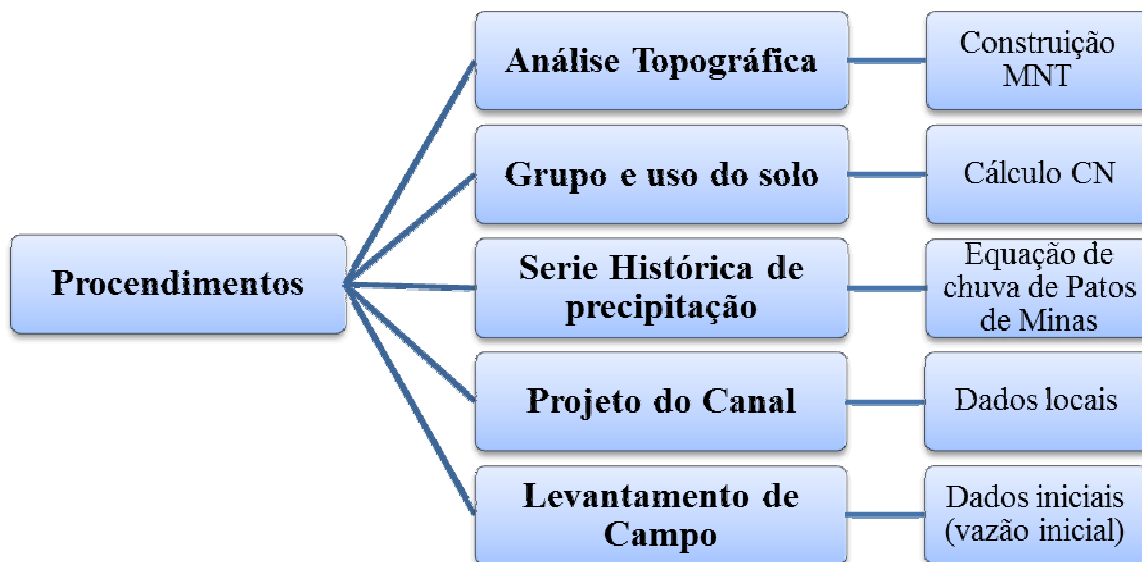 Procendimentos
Análise Topográfica
Construição
MNT
Grupo e uso do solo
Cálculo CN
Serie Histórica de
precipitação
Equação de
chuva de Patos
de Minas
Projeto do Canal
Dados locais
Levantamento de
Campo
Dados iniciais
(vazão inicial)